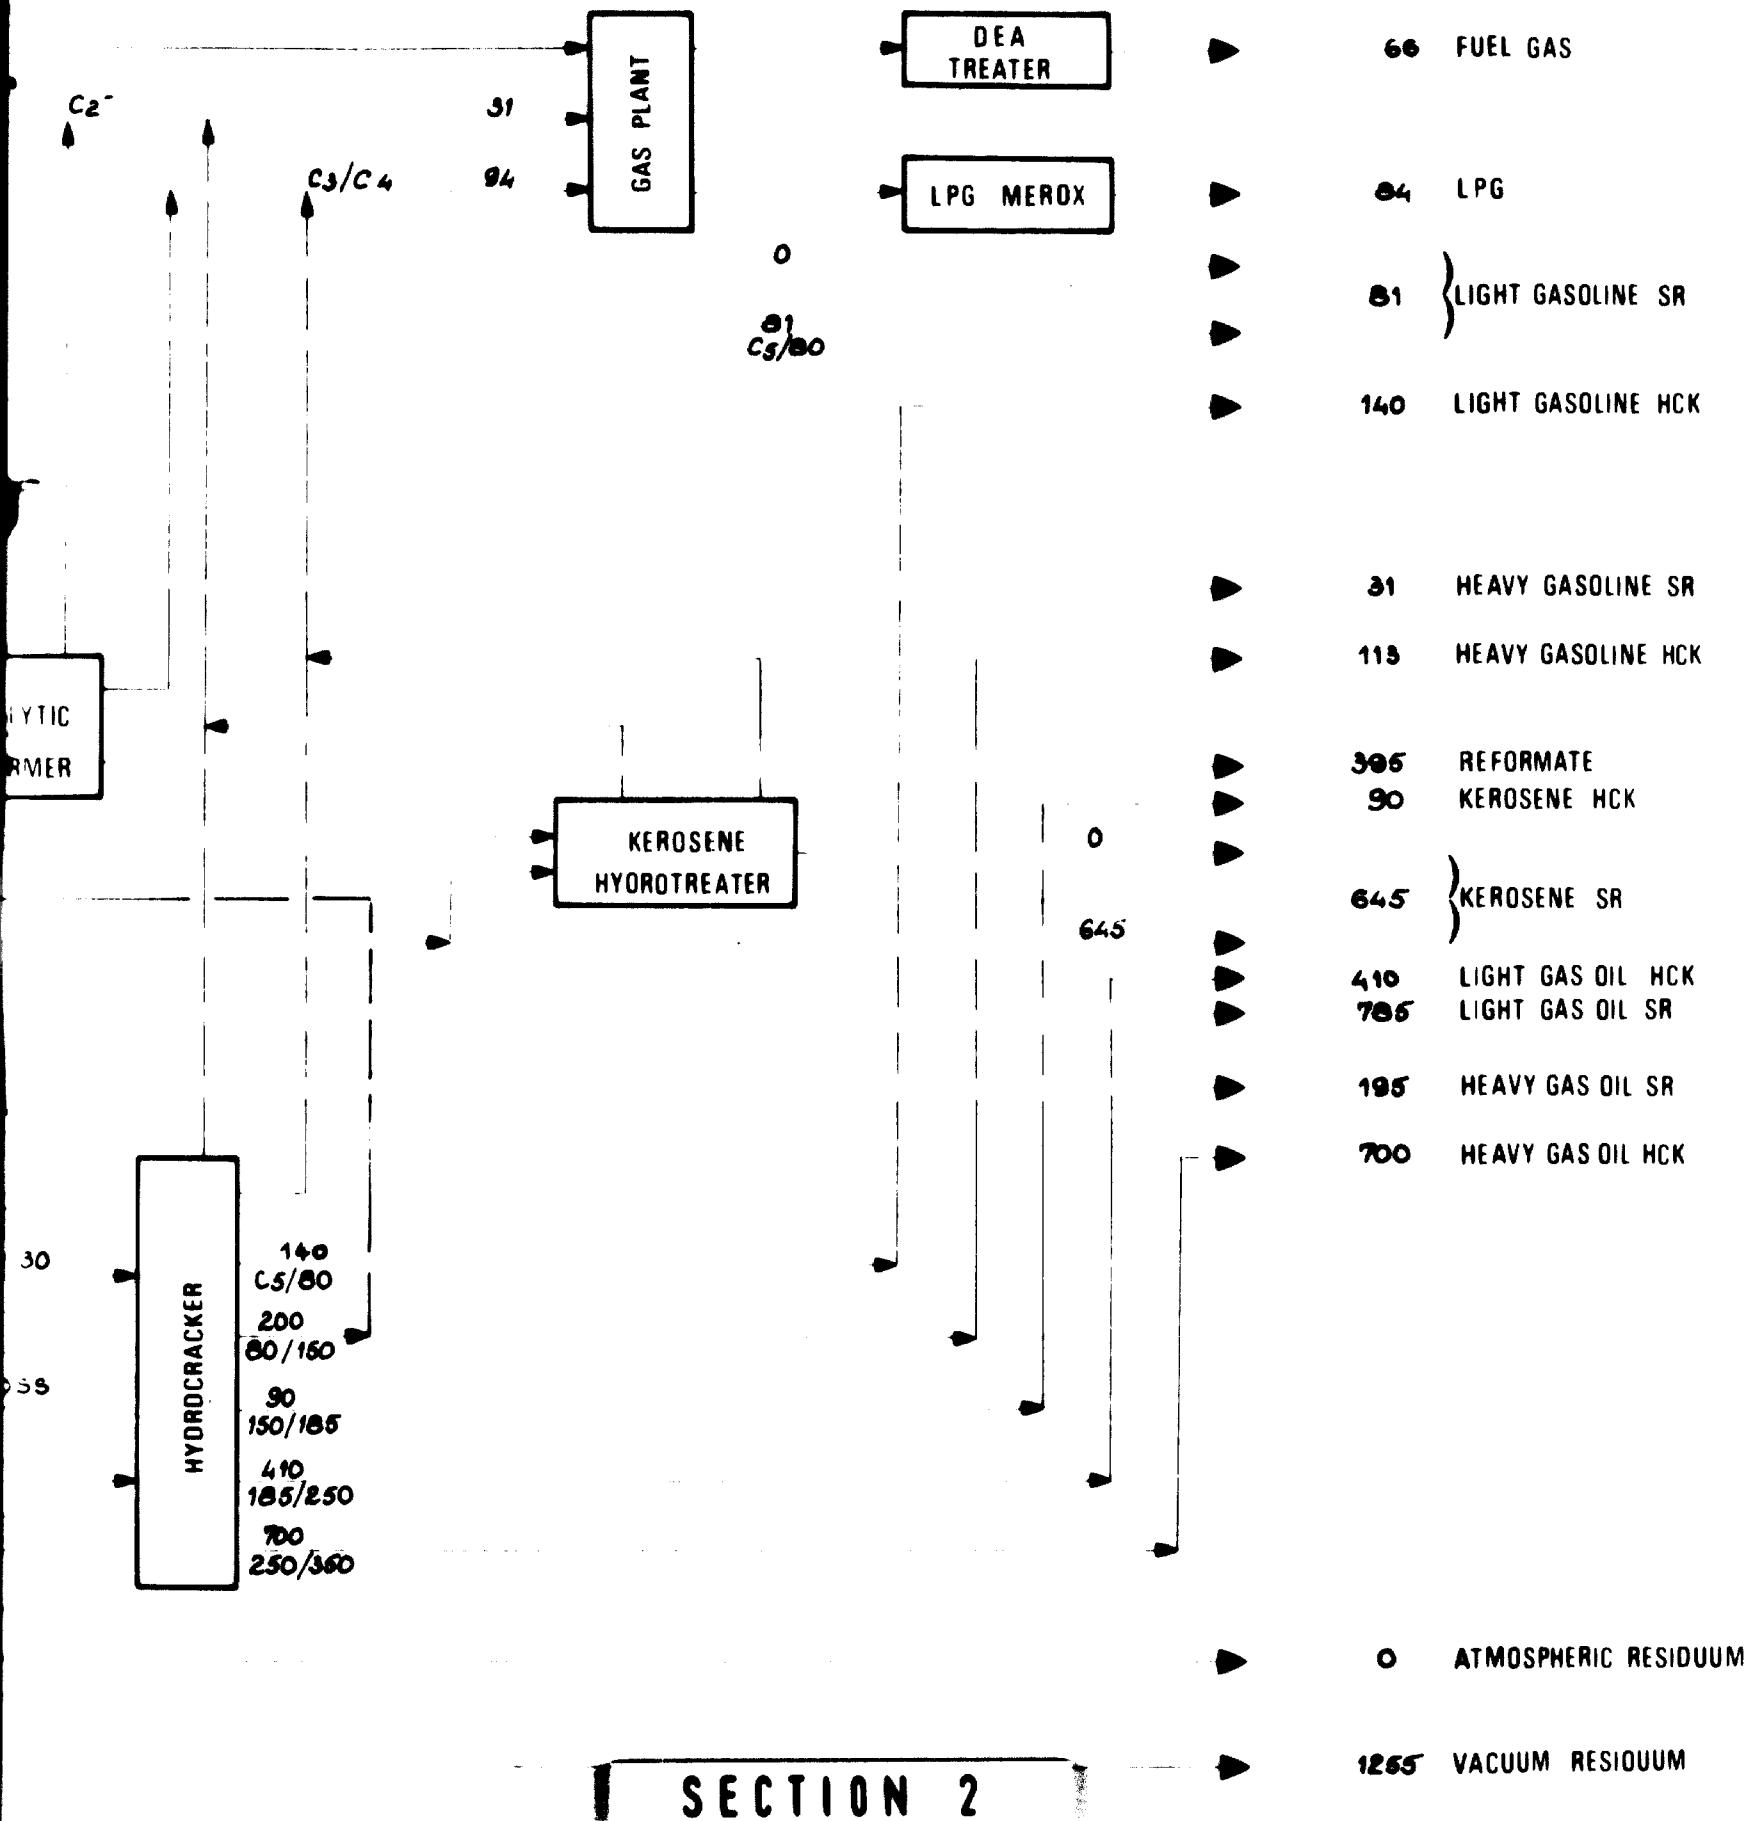 DEA
TREATER
66 FUEL GAS
C2-
31
GAS PLANT
C3/C4
94
LPG MEROX
84 LPG
0
81 LIGHT GASOLINE SR
81
C5/80
140 LIGHT GASOLINE HCK
31 HEAVY GASOLINE SR
113 HEAVY GASOLINE HCK
LYTIC
RMER
REFORMATE
90 KEROSENE HCK
KEROSENE
HYDROTREATER
0
645 KEROSENE SR
645
410 LIGHT GAS OIL HCK
785 LIGHT GAS OIL SR
195 HEAVY GAS OIL SR
700 HEAVY GAS OIL HCK
30
HYDROCRACKER
140
C5/80
200
80/150
90
150/185
410
185/250
700
250/360
0 ATMOSPHERIC RESIDUUM
VACUUM RESIDUUM
SECTION 2